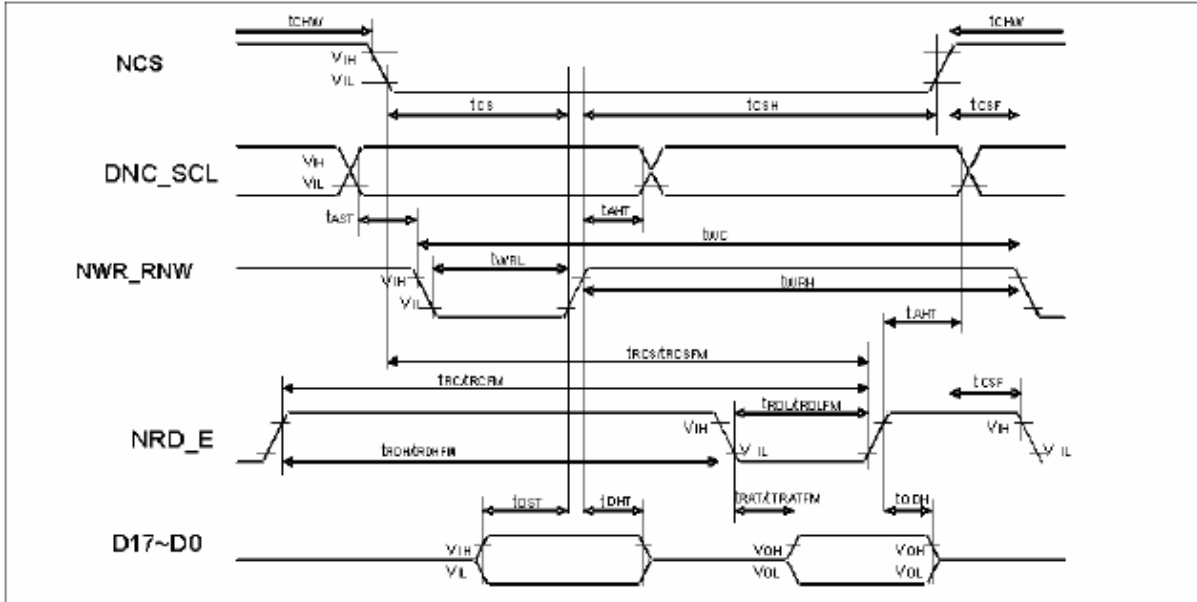 tCHW tCHW
NCS VIH
VIL
tCS tCSH tCSF
DNC_SCL VIH
VIL
tAST tAHT
tWC
NWR_RNW tWRL
VIH
VIL tWRH
tAHT
tRCS/tRCSFM
tRC/tRCFM tCSF
tRDL/tRDLFM
NRD_E VIH VIH
VIL VIL
tRDH/tRDHFM
tDST tDHT tRAT/tTRATFM tODH
D17~D0 VIH VOH VOH
VIL VOL VOL